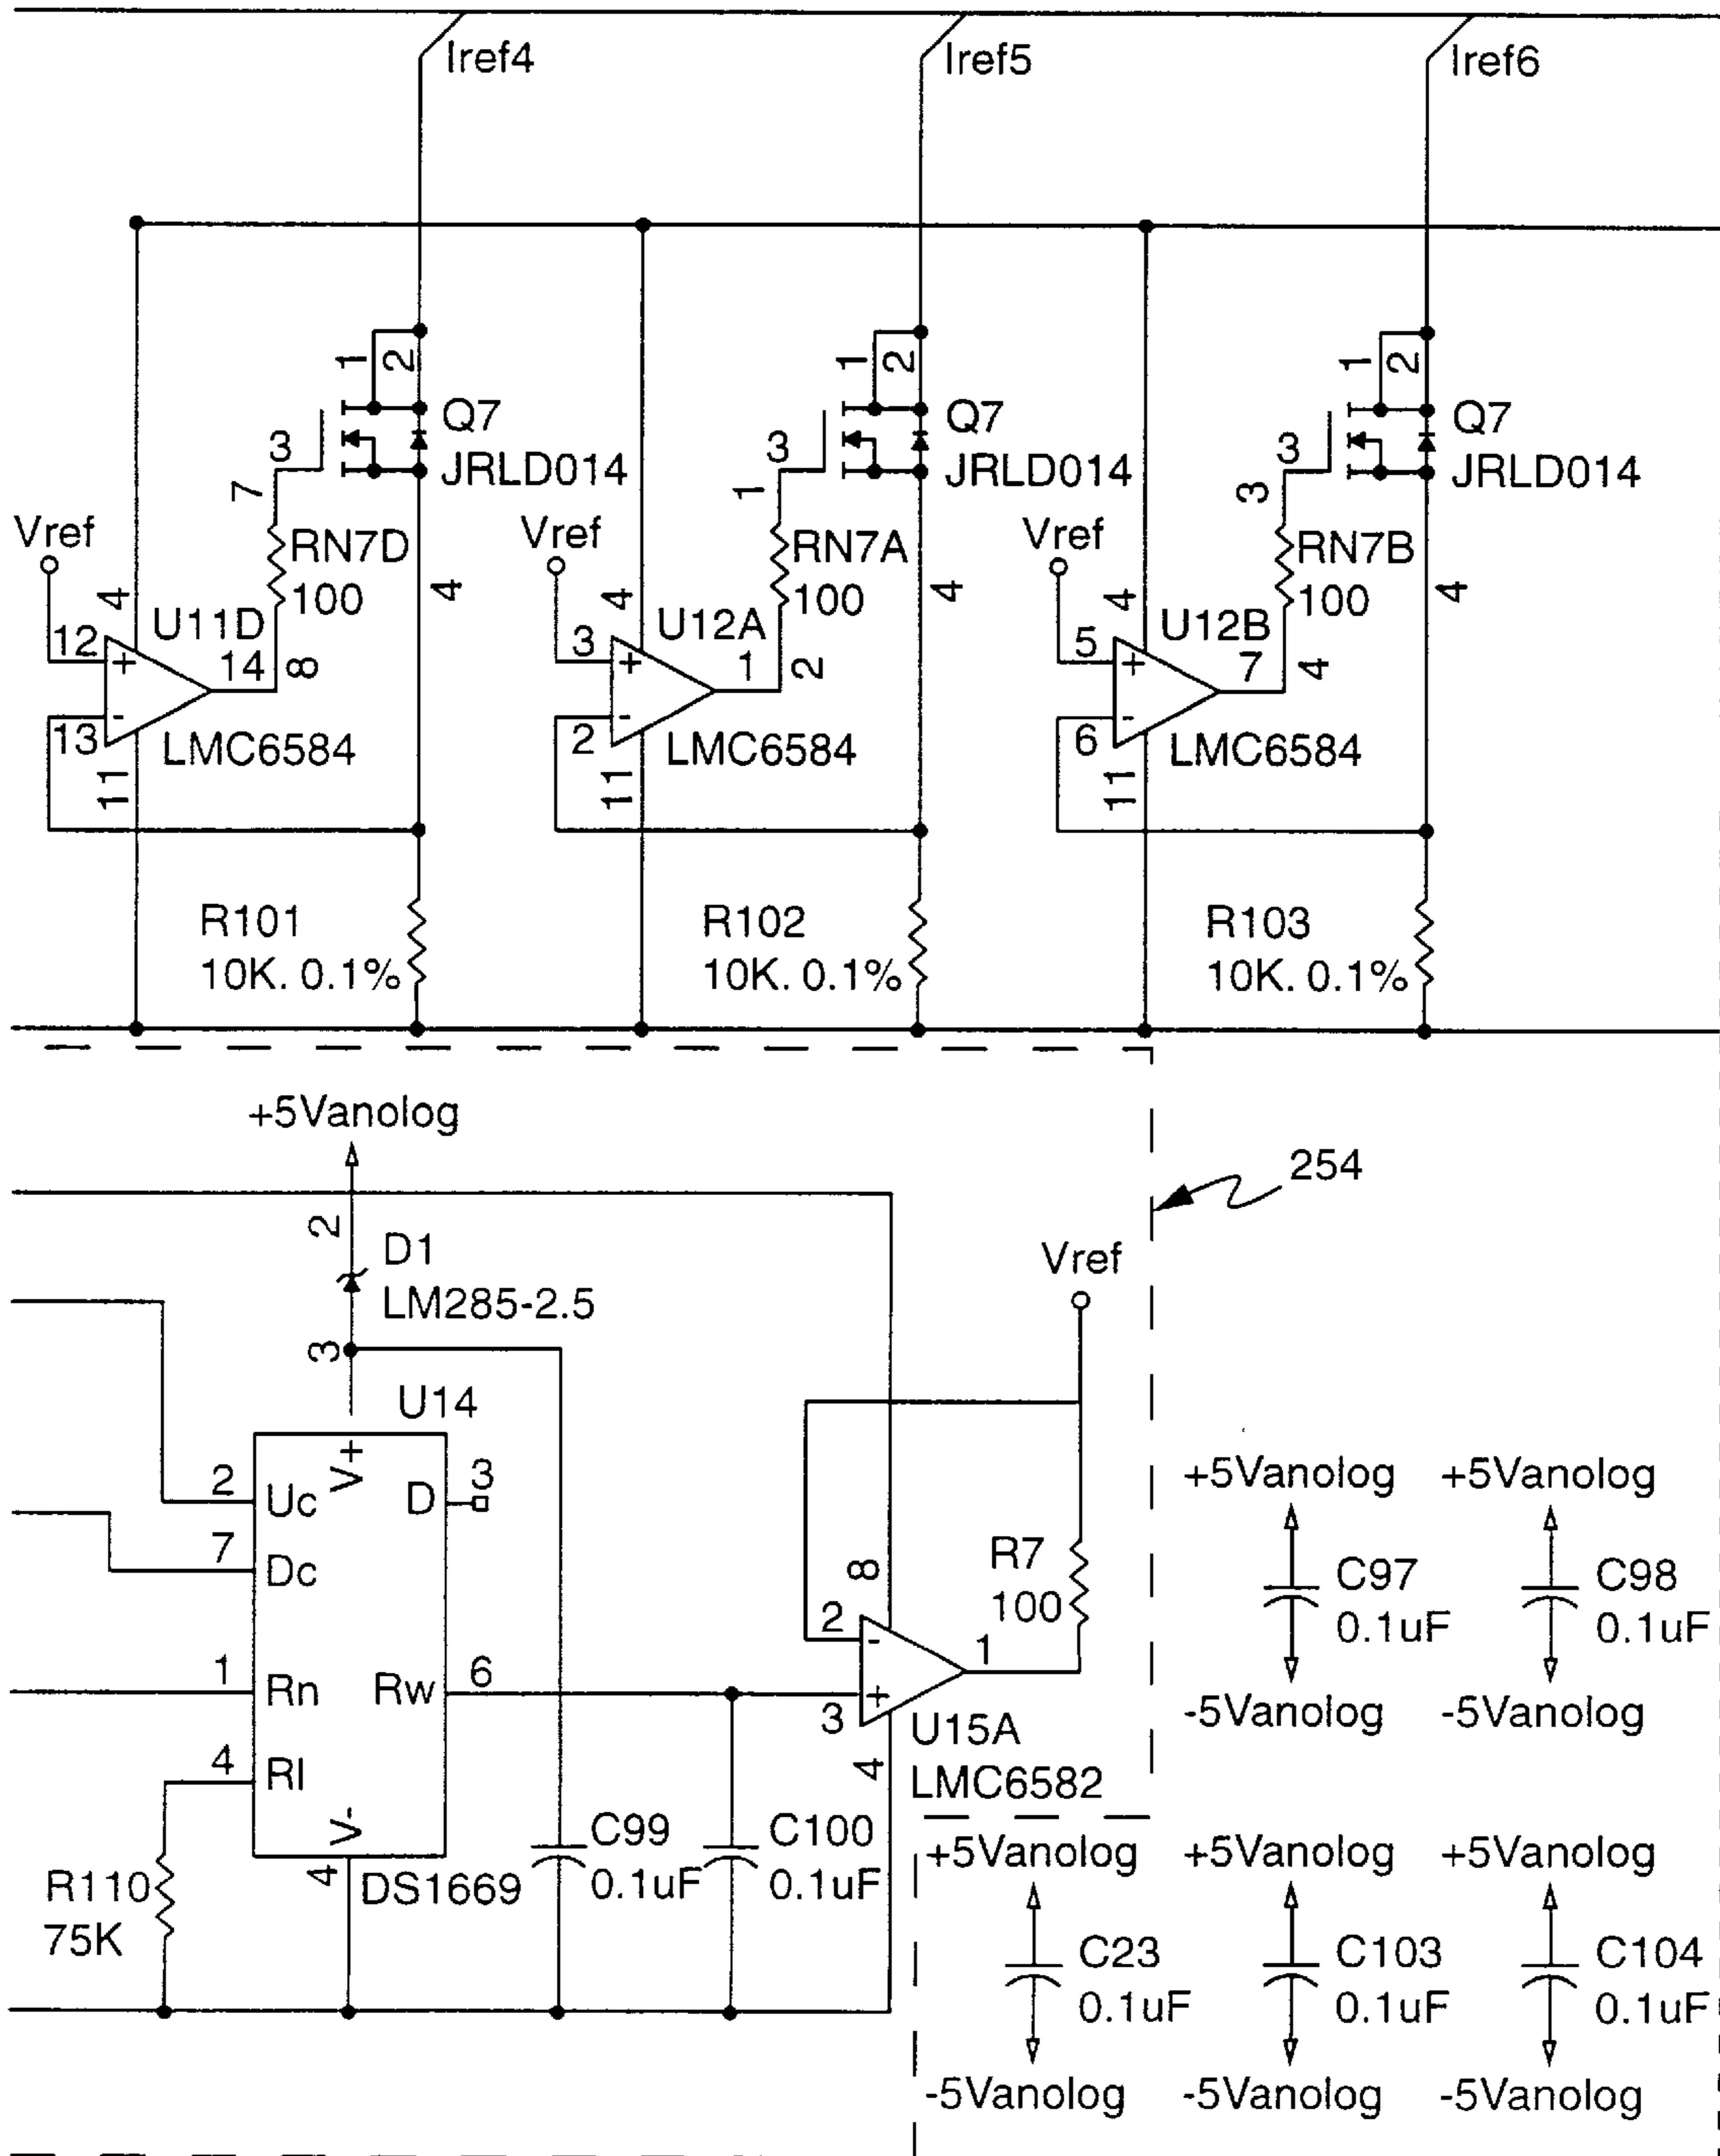 Iref4
Iref5
Iref6
1
2
Q7
3
JRLD014
7
Vref
RN7D
100
4
4
U11D
12
+
14
8
-
13
LMC6584
11
R101
10K. 0.1%
1
2
Q7
3
JRLD014
1
Vref
RN7A
100
4
4
U12A
3
+
1
2
-
2
LMC6584
11
R102
10K. 0.1%
1
2
Q7
3
JRLD014
3
Vref
RN7B
100
4
4
U12B
5
+
7
4
-
6
LMC6584
11
R103
10K. 0.1%
+5Vanolog
254
2
D1
LM285-2.5
3
Vref
U14
V+
2
Uc
D
3
7
Dc
1
Rn
Rw
6
4
Rl
V-
4
DS1669
R110
75K
C99
0.1uF
C100
0.1uF
8
R7
100
2
-
1
+
3
U15A
4
LMC6582
+5Vanolog
C97
0.1uF
-5Vanolog
+5Vanolog
C98
0.1uF
-5Vanolog
+5Vanolog
C23
0.1uF
-5Vanolog
+5Vanolog
C103
0.1uF
-5Vanolog
+5Vanolog
C104
0.1uF
-5Vanolog